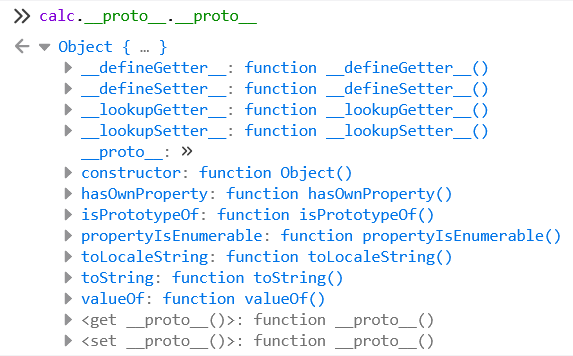 calc.__proto__.__proto__
Object { … }
__defineGetter__: function __defineGetter__()
__defineSetter__: function __defineSetter__()
__lookupGetter__: function __lookupGetter__()
__lookupSetter__: function __lookupSetter__()
__proto__: »
constructor: function Object()
hasOwnProperty: function hasOwnProperty()
isPrototypeOf: function isPrototypeOf()
propertyIsEnumerable: function propertyIsEnumerable()
toLocaleString: function toLocaleString()
toString: function toString()
valueOf: function valueOf()
<get __proto__()>: function __proto__()
<set __proto__()>: function __proto__()